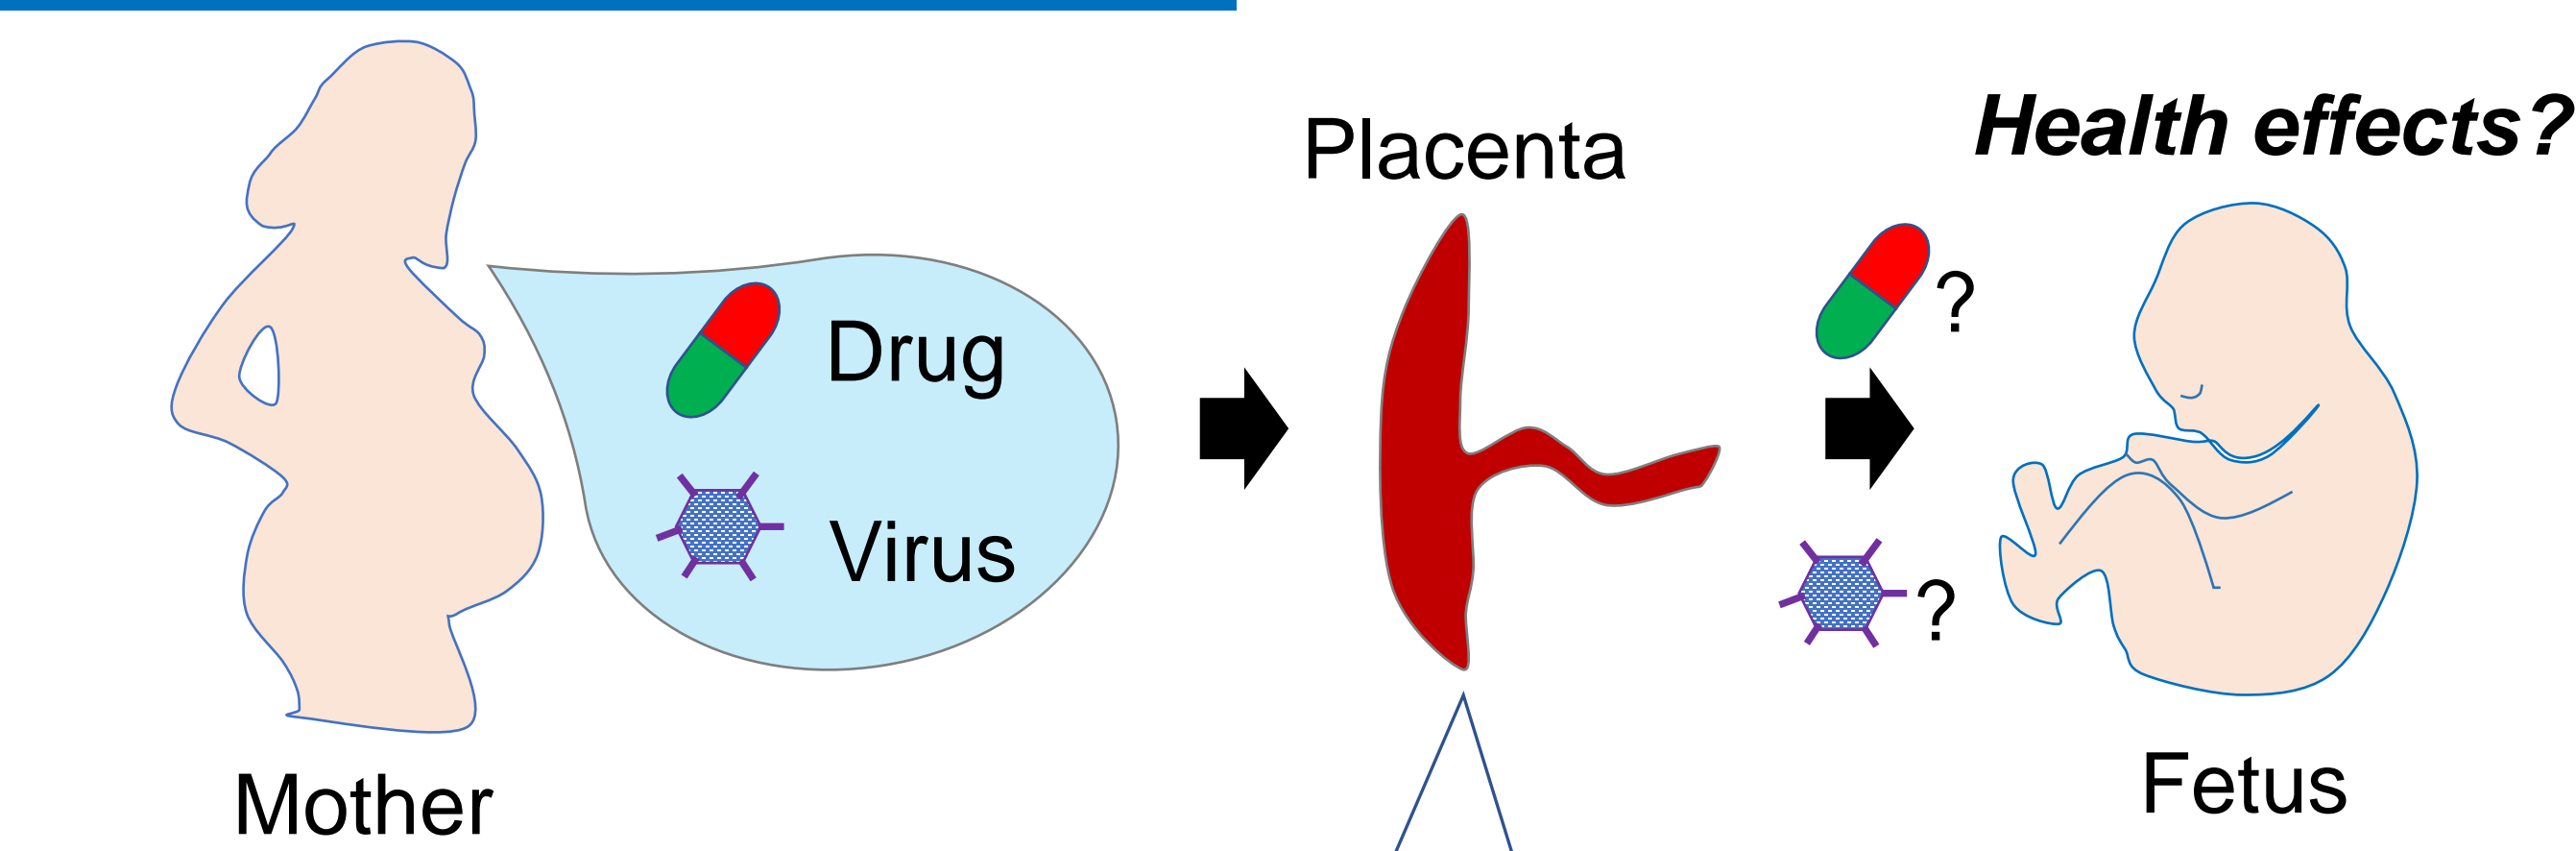 Health effects?
Placenta
?
Drug
Virus
?
Mother
Fetus